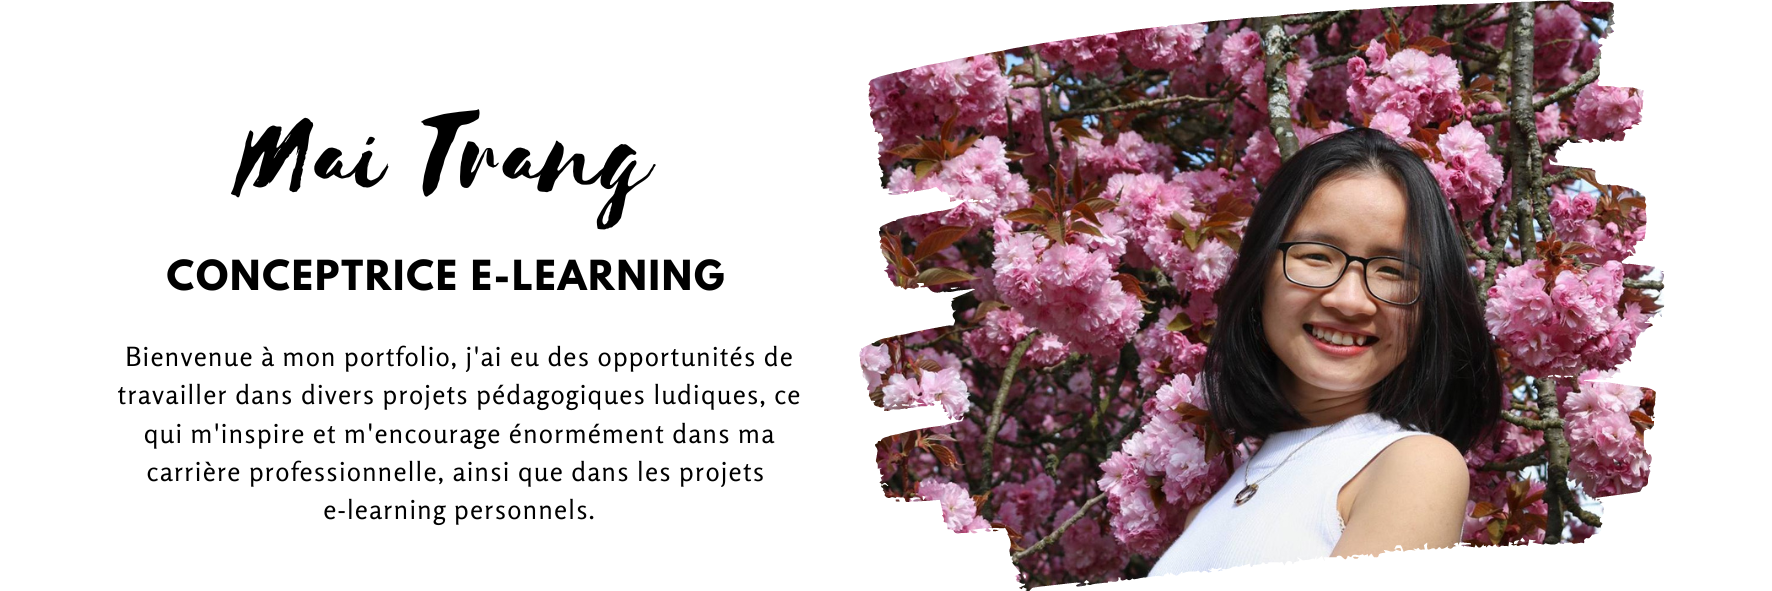 Mai Trang
CONCEPTRICE E-LEARNING
Bienvenue à mon portfolio, j'ai eu des opportunités de
travailler dans divers projets pédagogiques ludiques, ce
qui m'inspire et m'encourage énormément dans ma
carrière professionnelle, ainsi que dans les projets
e-learning personnels.